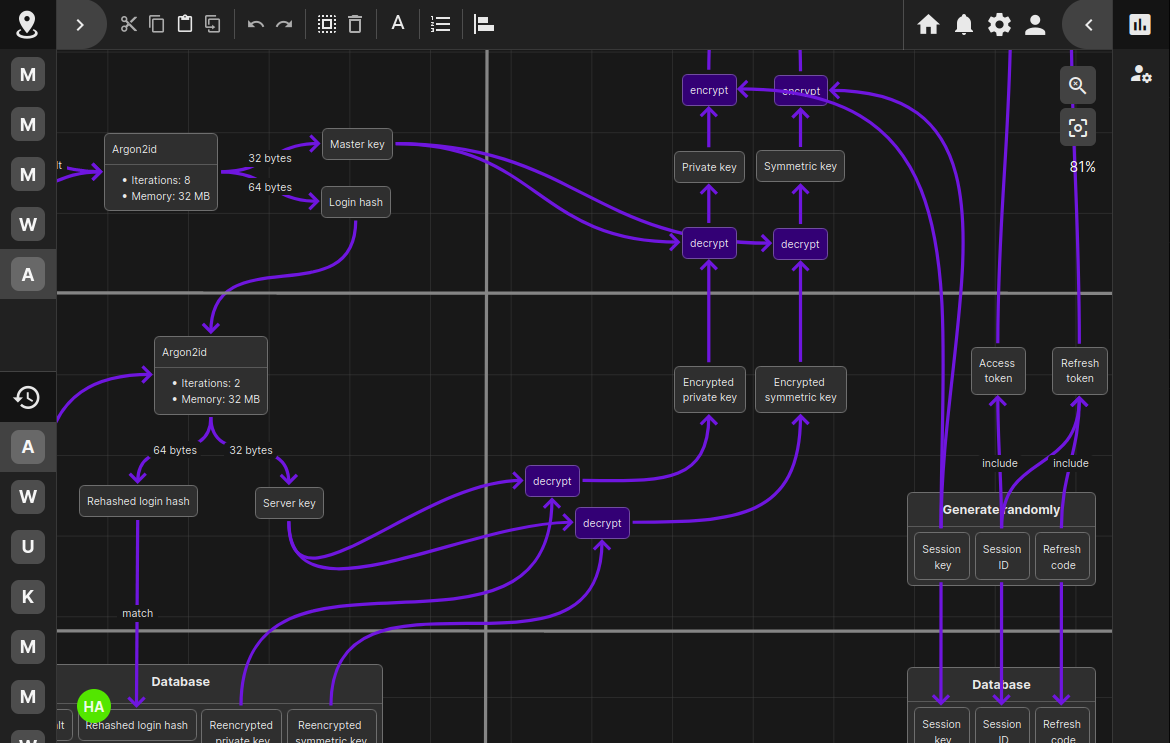 A
M
M
M
W
A
A
W
U
K
M
M
W
81%
lt
Argon2id
• Iterations: 8
• Memory: 32 MB
32 bytes
64 bytes
Master key
Login hash
encrypt
encrypt
Private key
Symmetric key
decrypt
decrypt
Argon2id
• Iterations: 2
• Memory: 32 MB
64 bytes
32 bytes
Rehashed login hash
Server key
decrypt
decrypt
Encrypted
private key
Encrypted
symmetric key
Access
token
Refresh
token
include
include
Generate randomly
Session
key
Session
ID
Refresh
code
match
Database
HA
lt
Rehashed login hash
Reencrypted
private key
Reencrypted
symmetric key
Database
Session
key
Session
ID
Refresh
code